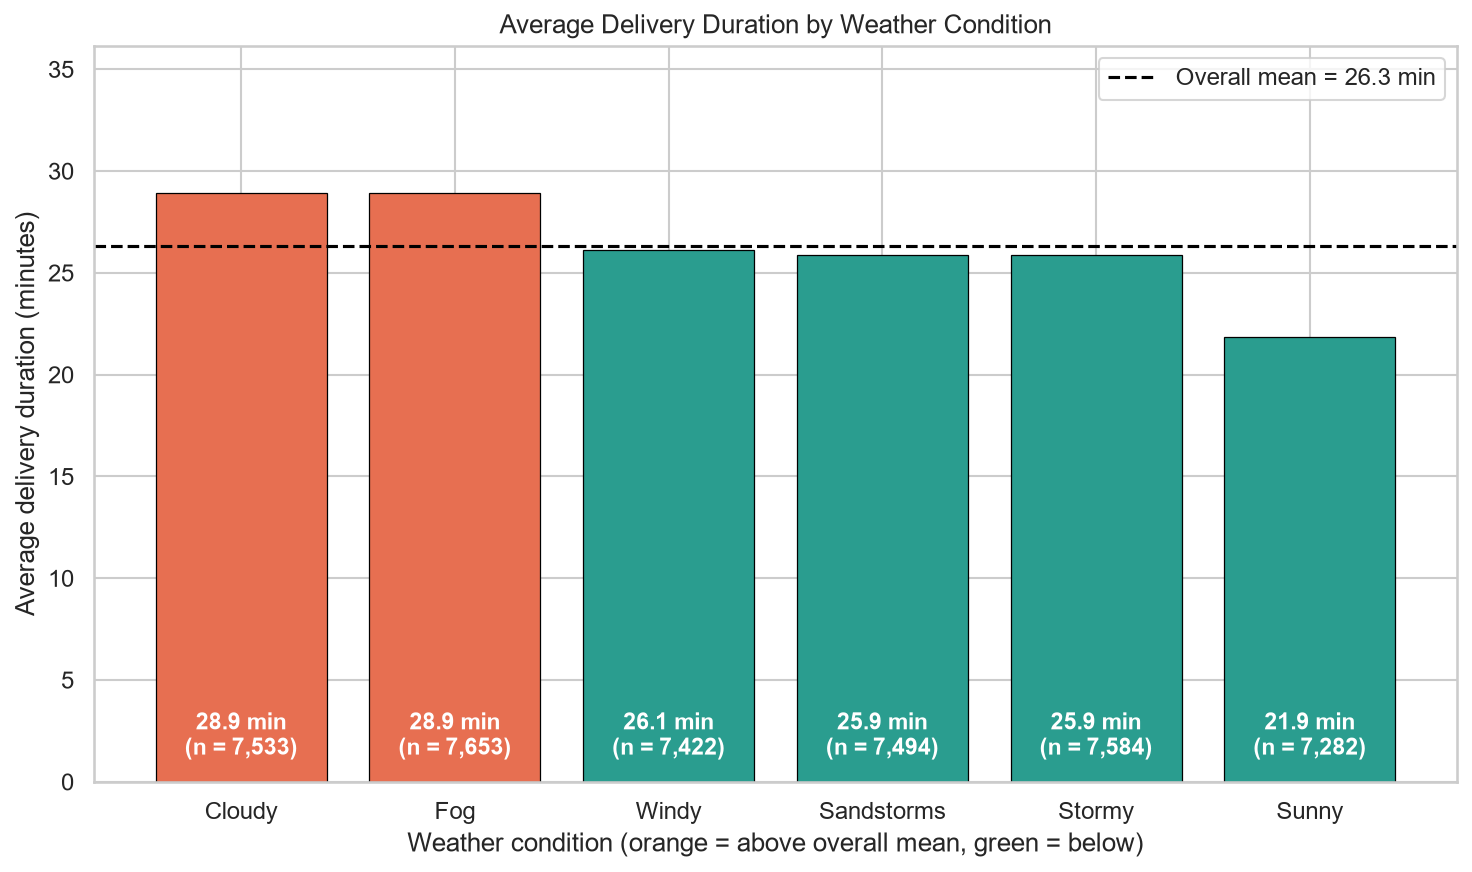 Average Delivery Duration by Weather Condition
Overall mean = 26.3 min
Average delivery duration (minutes)
35
30
25
20
15
10
5
0
28.9 min
(n = 7,533)
28.9 min
(n = 7,653)
26.1 min
(n = 7,422)
25.9 min
(n = 7,494)
25.9 min
(n = 7,584)
21.9 min
(n = 7,282)
Cloudy
Fog
Windy
Sandstorms
Stormy
Sunny
Weather condition (orange = above overall mean, green = below)